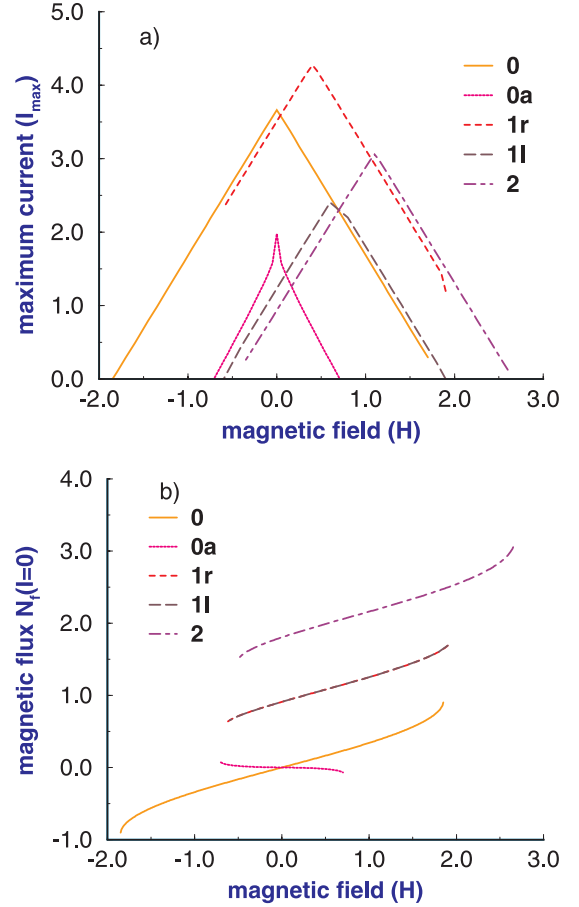 a)
maximum current (I_max)
5.0
4.0
3.0
2.0
1.0
0.0
0
0a
1r
1l
2
-2.0 -1.0 0.0 1.0 2.0 3.0
magnetic field (H)
b)
magnetic flux N_f(I=0)
4.0
3.0
2.0
1.0
0.0
-1.0
0
0a
1r
1l
2
-2.0 -1.0 0.0 1.0 2.0 3.0
magnetic field (H)